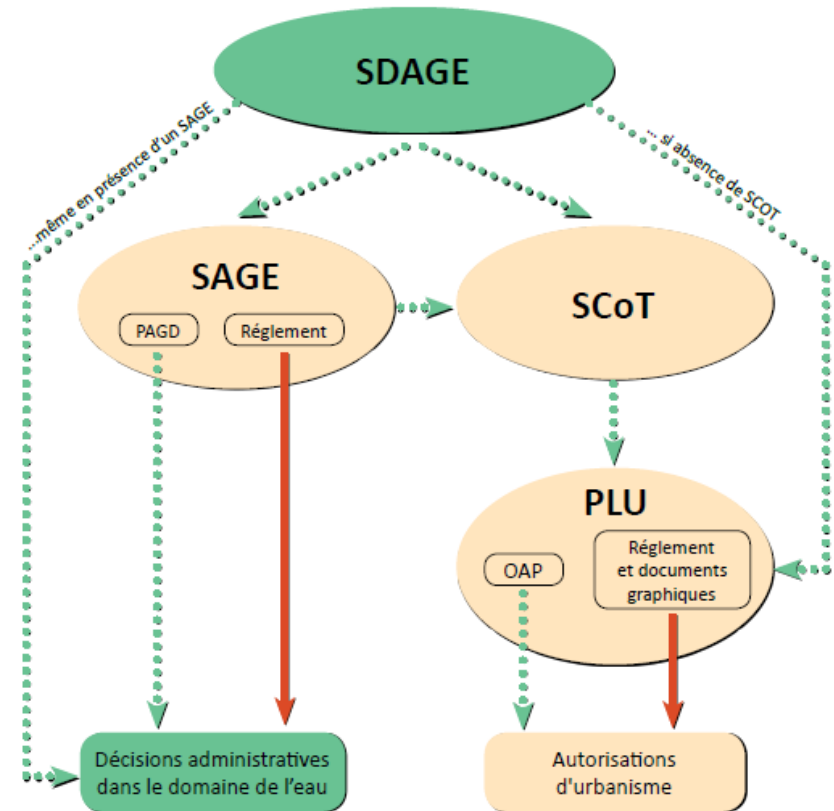 SDAGE
...même en présence d'un SAGE
... si absence de SCOT
SAGE
PAGD
Réglement
SCoT
PLU
OAP
Réglement
et documents
graphiques
Décisions administratives
dans le domaine de l'eau
Autorisations
d'urbanisme